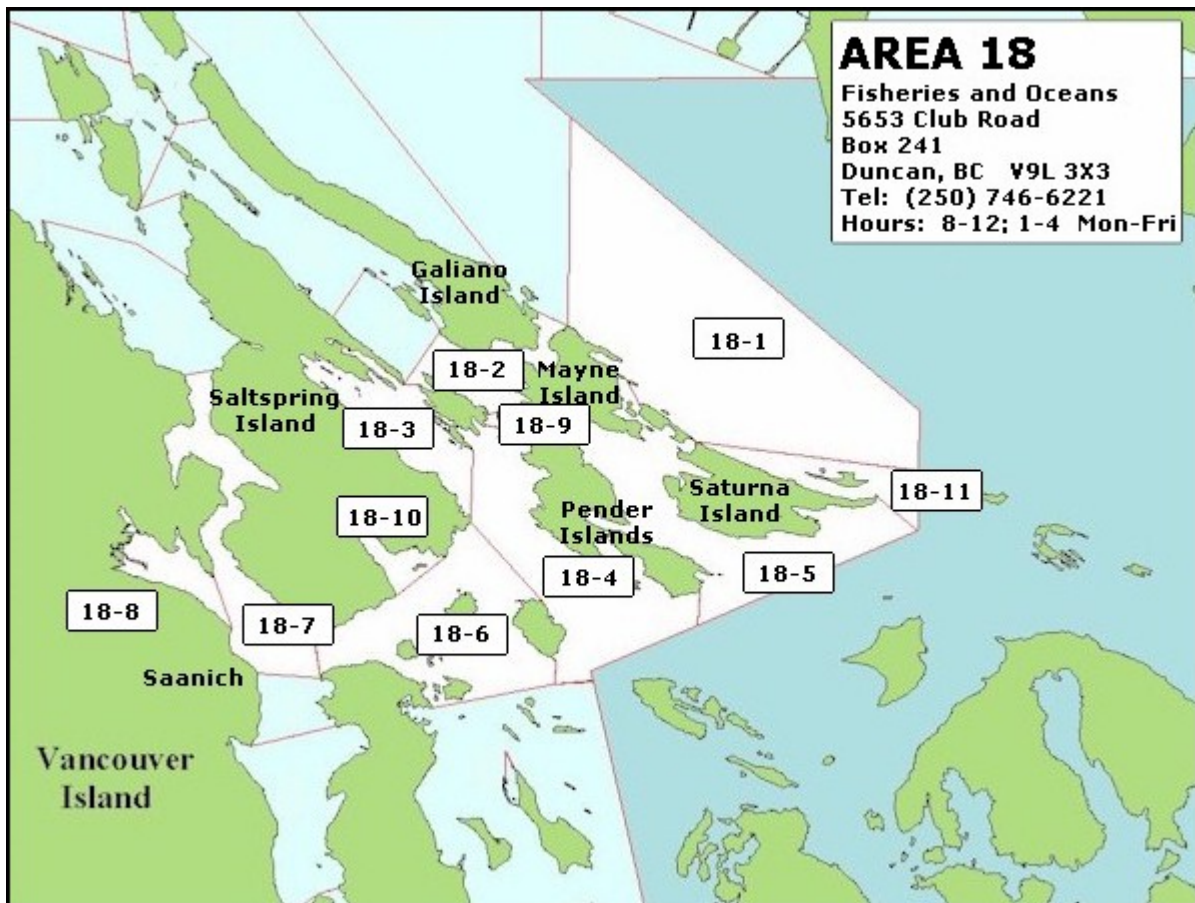 AREA 18
Fisheries and Oceans
5653 Club Road
Box 241
Duncan, BC V9L 3X3
Tel: (250) 746-6221
Hours: 8-12; 1-4 Mon-Fri
Galiano
Island
18-1
18-2
Mayne
Island
Saltspring
Island
18-3
18-9
18-11
Saturna
Island
18-10
Pender
Islands
18-4
18-5
18-8
18-7
18-6
Saanich
Vancouver
Island